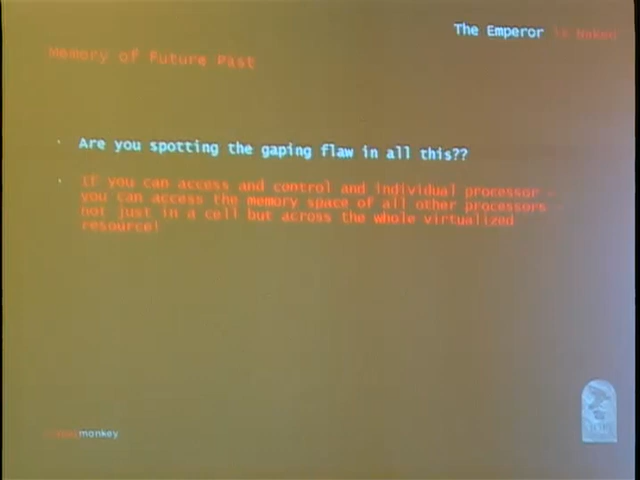 The Emperor is Naked
Memory of Future Past
· Are you spotting the gaping flaw in all this??
· If you can access and control and individual processor –
you can access the memory space of all other processors –
not just in a cell but across the whole virtualized
resource!
monkey